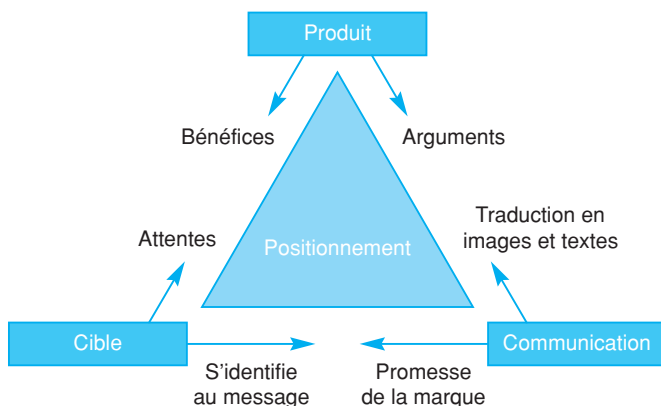 Produit
Bénéfices
Arguments
Traduction en
images et textes
Attentes
Positionnement
Cible
Communication
S'identifie
au message
Promesse
de la marque